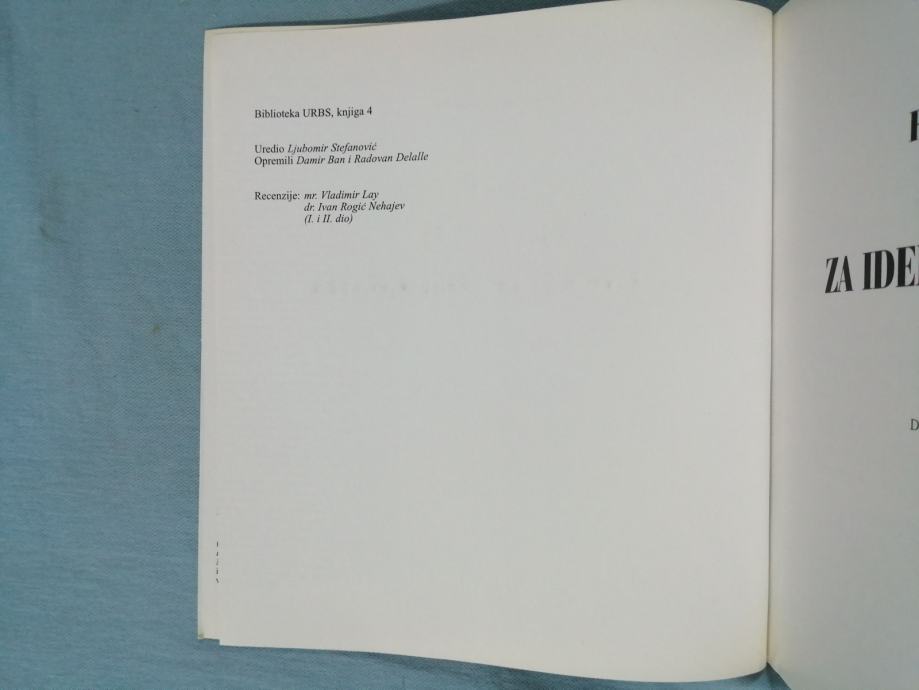 Biblioteka URBS, knjiga 4
Uredio Ljubomir Stefanović
Opremili Damir Ban i Radovan Delalle
Recenzije: mr. Vladimir Lay
dr. Ivan Rogić Nehajev
(I. i II. dio)
ZA IDE
D